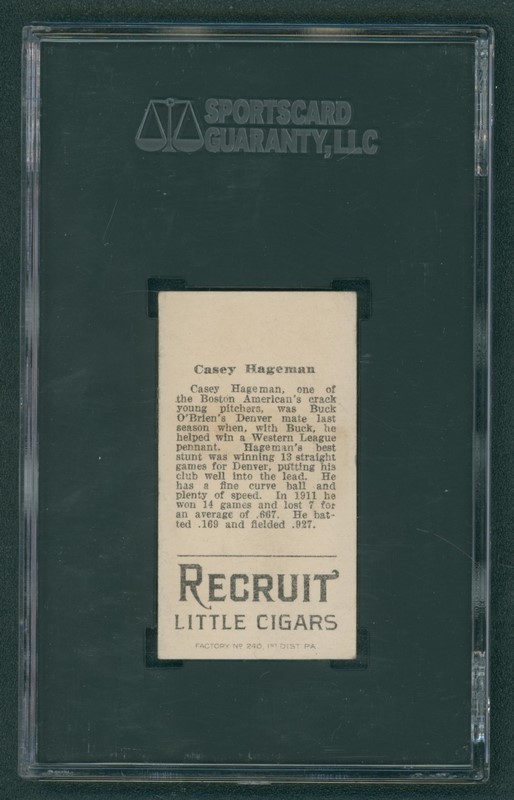 SPORTSCARD
GUARANTY, LLC
Casey Hageman
Casey Hageman, one of
the Boston American's crack
young pitchers, was Buck
O'Brien's Denver mate last
season when, with Buck, he
helped win a Western League
pennant. Hageman's best
stunt was winning 13 straight
games for Denver, putting his
club well into the lead. He
has a fine curve ball and
plenty of speed. In 1911 he
won 14 games and lost 7 for
an average of .667. He bat-
ted .169 and fielded .927.
RECRUIT
LITTLE CIGARS
FACTORY No 240, 1st DIST. PA.